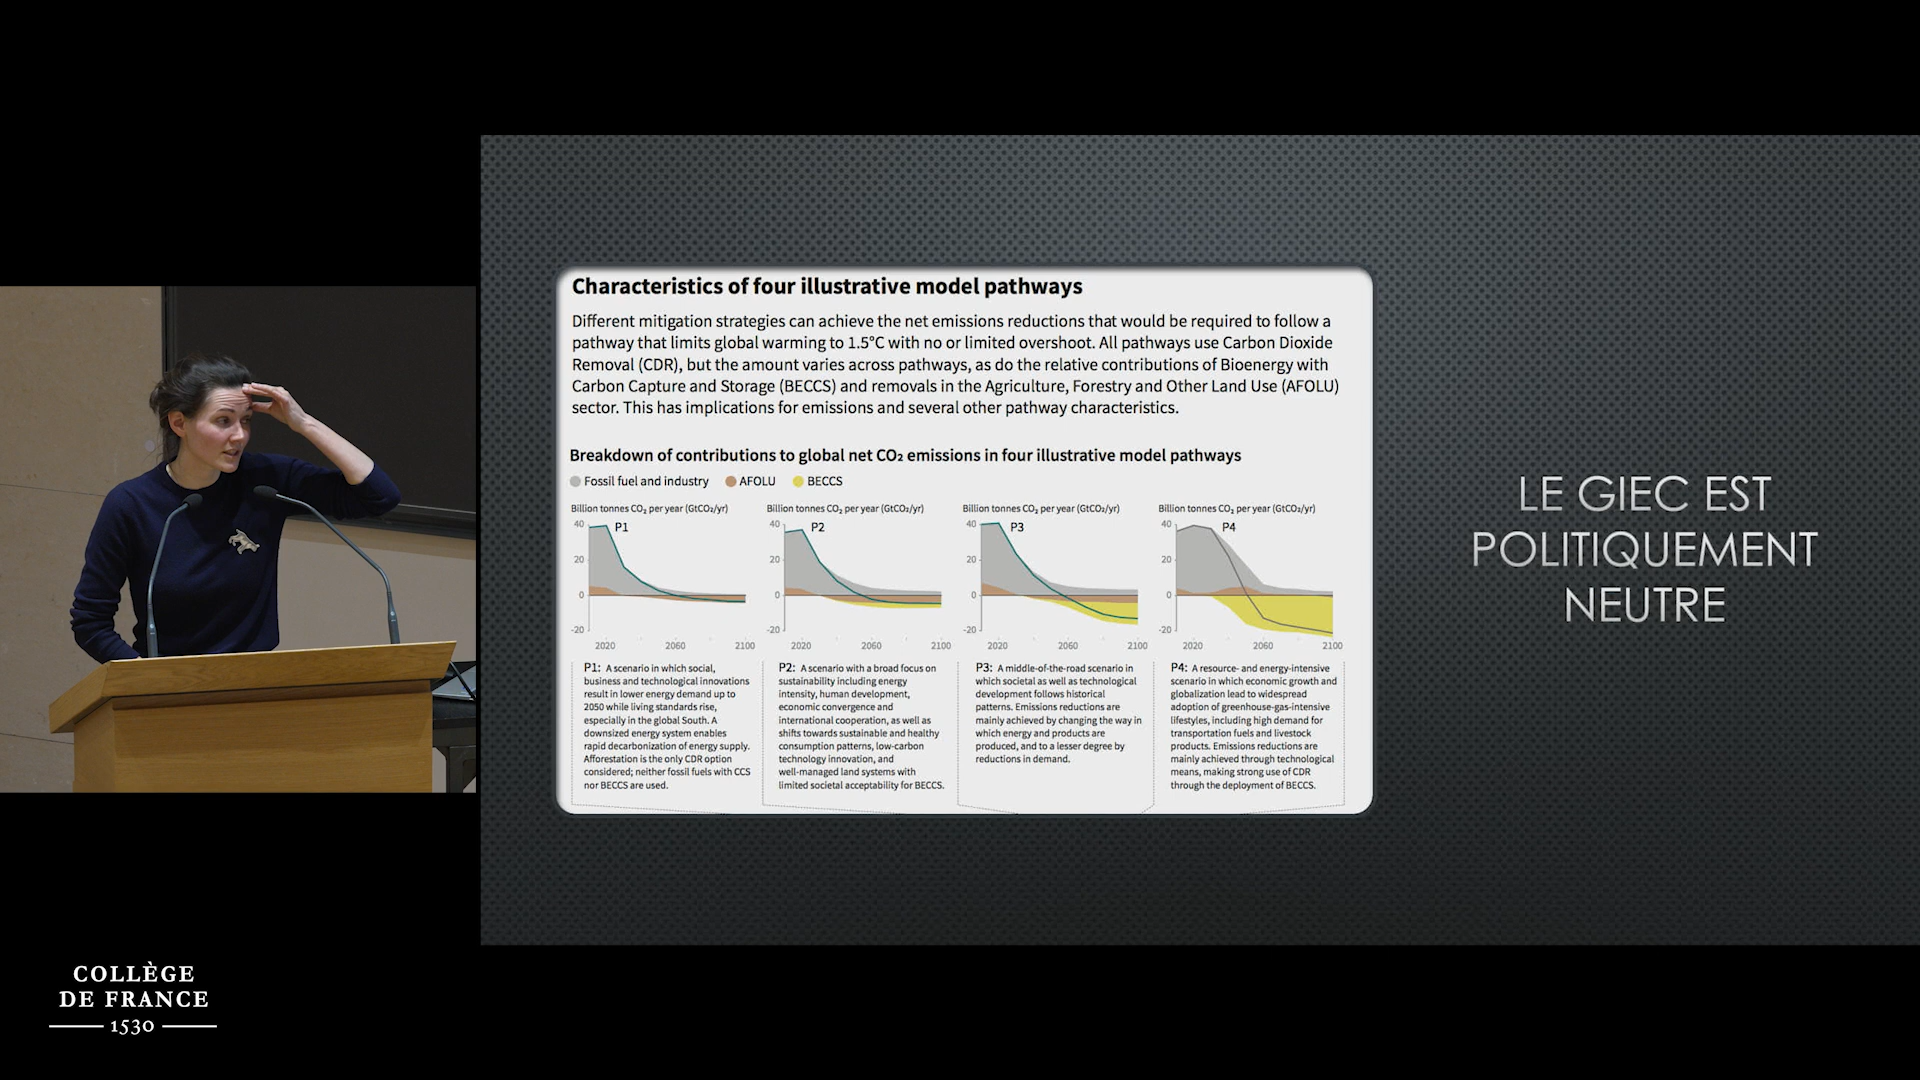 Characteristics of four illustrative model pathways
Different mitigation strategies can achieve the net emissions reductions that would be required to follow a
pathway that limits global warming to 1.5°C with no or limited overshoot. All pathways use Carbon Dioxide
Removal (CDR), but the amount varies across pathways, as do the relative contributions of Bioenergy with
Carbon Capture and Storage (BECCS) and removals in the Agriculture, Forestry and Other Land Use (AFOLU)
sector. This has implications for emissions and several other pathway characteristics.
Breakdown of contributions to global net CO₂ emissions in four illustrative model pathways
Fossil fuel and industry AFOLU BECCS
Billion tonnes CO₂ per year (GtCO₂/yr)
P1
40
20
0
-20
2020 2060 2100
P1: A scenario in which social,
business and technological innovations
result in lower energy demand up to
2050 while living standards rise,
especially in the global South. A
downsized energy system enables
rapid decarbonization of energy supply.
Afforestation is the only CDR option
considered; neither fossil fuels with CCS
nor BECCS are used.
Billion tonnes CO₂ per year (GtCO₂/yr)
P2
40
20
0
-20
2020 2060 2100
P2: A scenario with a broad focus on
sustainability including energy
intensity, human development,
economic convergence and
international cooperation, as well as
shifts towards sustainable and healthy
consumption patterns, low-carbon
technology innovation, and
well-managed land systems with
limited societal acceptability for BECCS.
Billion tonnes CO₂ per year (GtCO₂/yr)
P3
40
20
0
-20
2020 2060 2100
P3: A middle-of-the-road scenario in
which societal as well as technological
development follows historical
patterns. Emissions reductions are
mainly achieved by changing the way in
which energy and products are
produced, and to a lesser degree by
reductions in demand.
Billion tonnes CO₂ per year (GtCO₂/yr)
P4
40
20
0
-20
2020 2060 2100
P4: A resource- and energy-intensive
scenario in which economic growth and
globalization lead to widespread
adoption of greenhouse-gas-intensive
lifestyles, including high demand for
transportation fuels and livestock
products. Emissions reductions are
mainly achieved through technological
means, making strong use of CDR
through the deployment of BECCS.
LE GIEC EST
POLITIQUEMENT
NEUTRE
COLLÈGE
DE FRANCE
1530